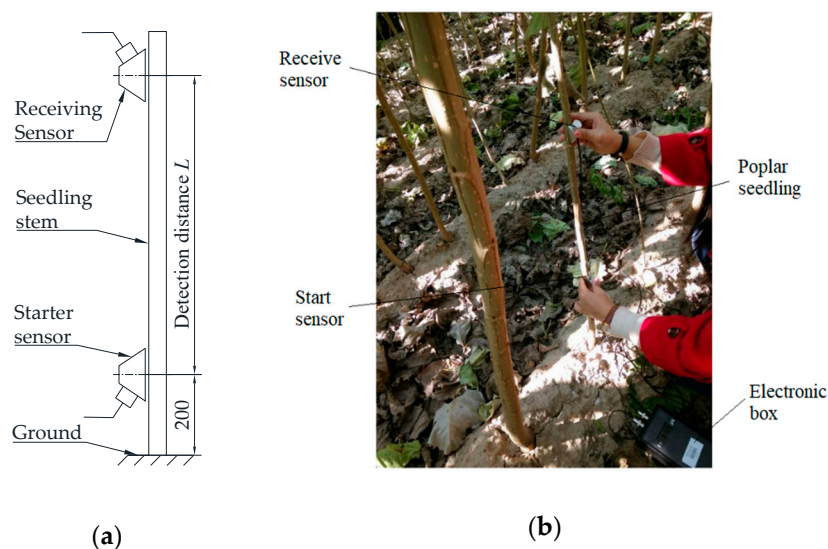 Receiving
Sensor
Seedling
stem
Starter
sensor
Ground
Detection distance L
200
(a)
Receive
sensor
Poplar
seedling
Start
sensor
Electronic
box
(b)